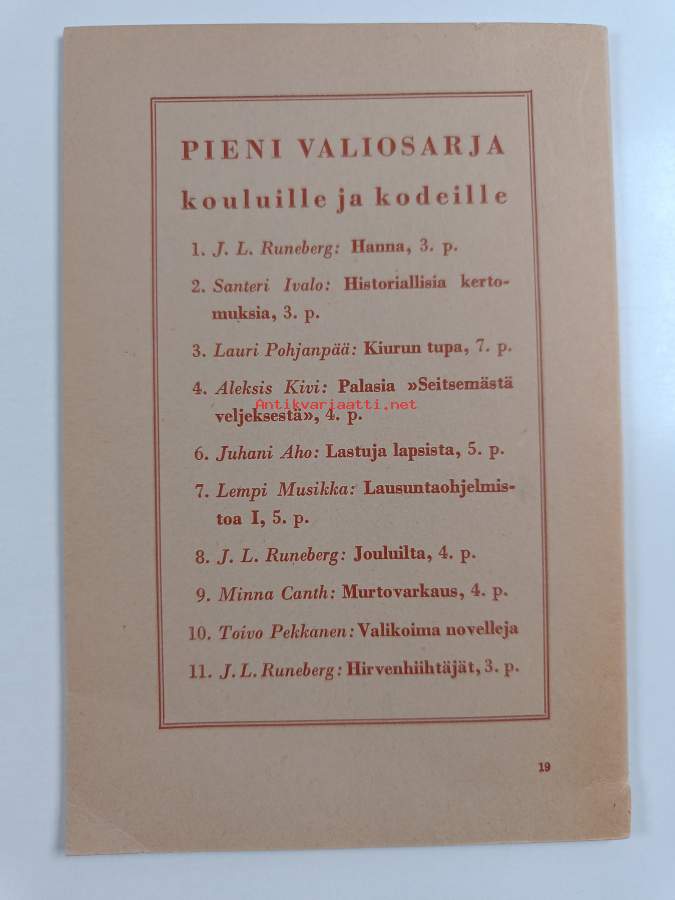 PIENI VALIOSARJA
kouluille ja kodeille
1. J. L. Runeberg: Hanna, 3. p.
2. Santeri Ivalo: Historiallisia kerto-
muksia, 3. p.
3. Lauri Pohjanpää: Kiurun tupa, 7. p.
4. Aleksis Kivi: Palasia »Seitsemästä
Antikvariaatti.net
veljeksestä», 4. p.
6. Juhani Aho: Lastuja lapsista, 5. p.
7. Lempi Musikka: Lausuntaohjelmis-
toa I, 5. p.
8. J. L. Runeberg: Jouluilta, 4. p.
9. Minna Canth: Murtovarkaus, 4. p.
10. Toivo Pekkanen: Valikoima novelleja
11. J. L. Runeberg: Hirvenhiihtäjät, 3. p.
19